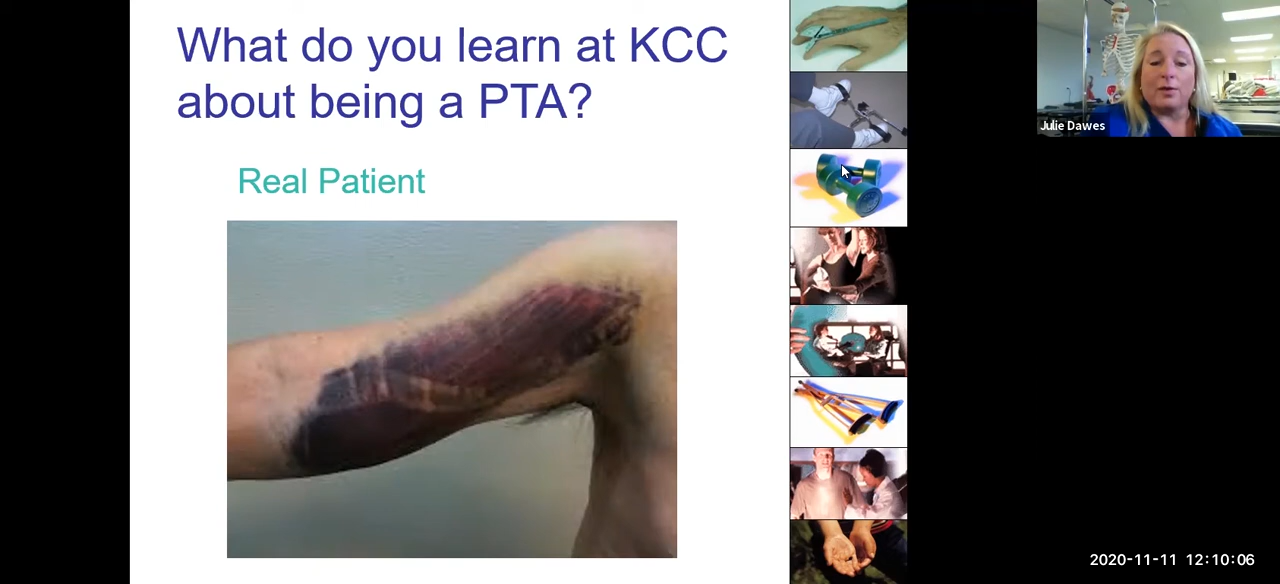 What do you learn at KCC
about being a PTA?
Real Patient
Julie Dawes
2020-11-11 12:10:06